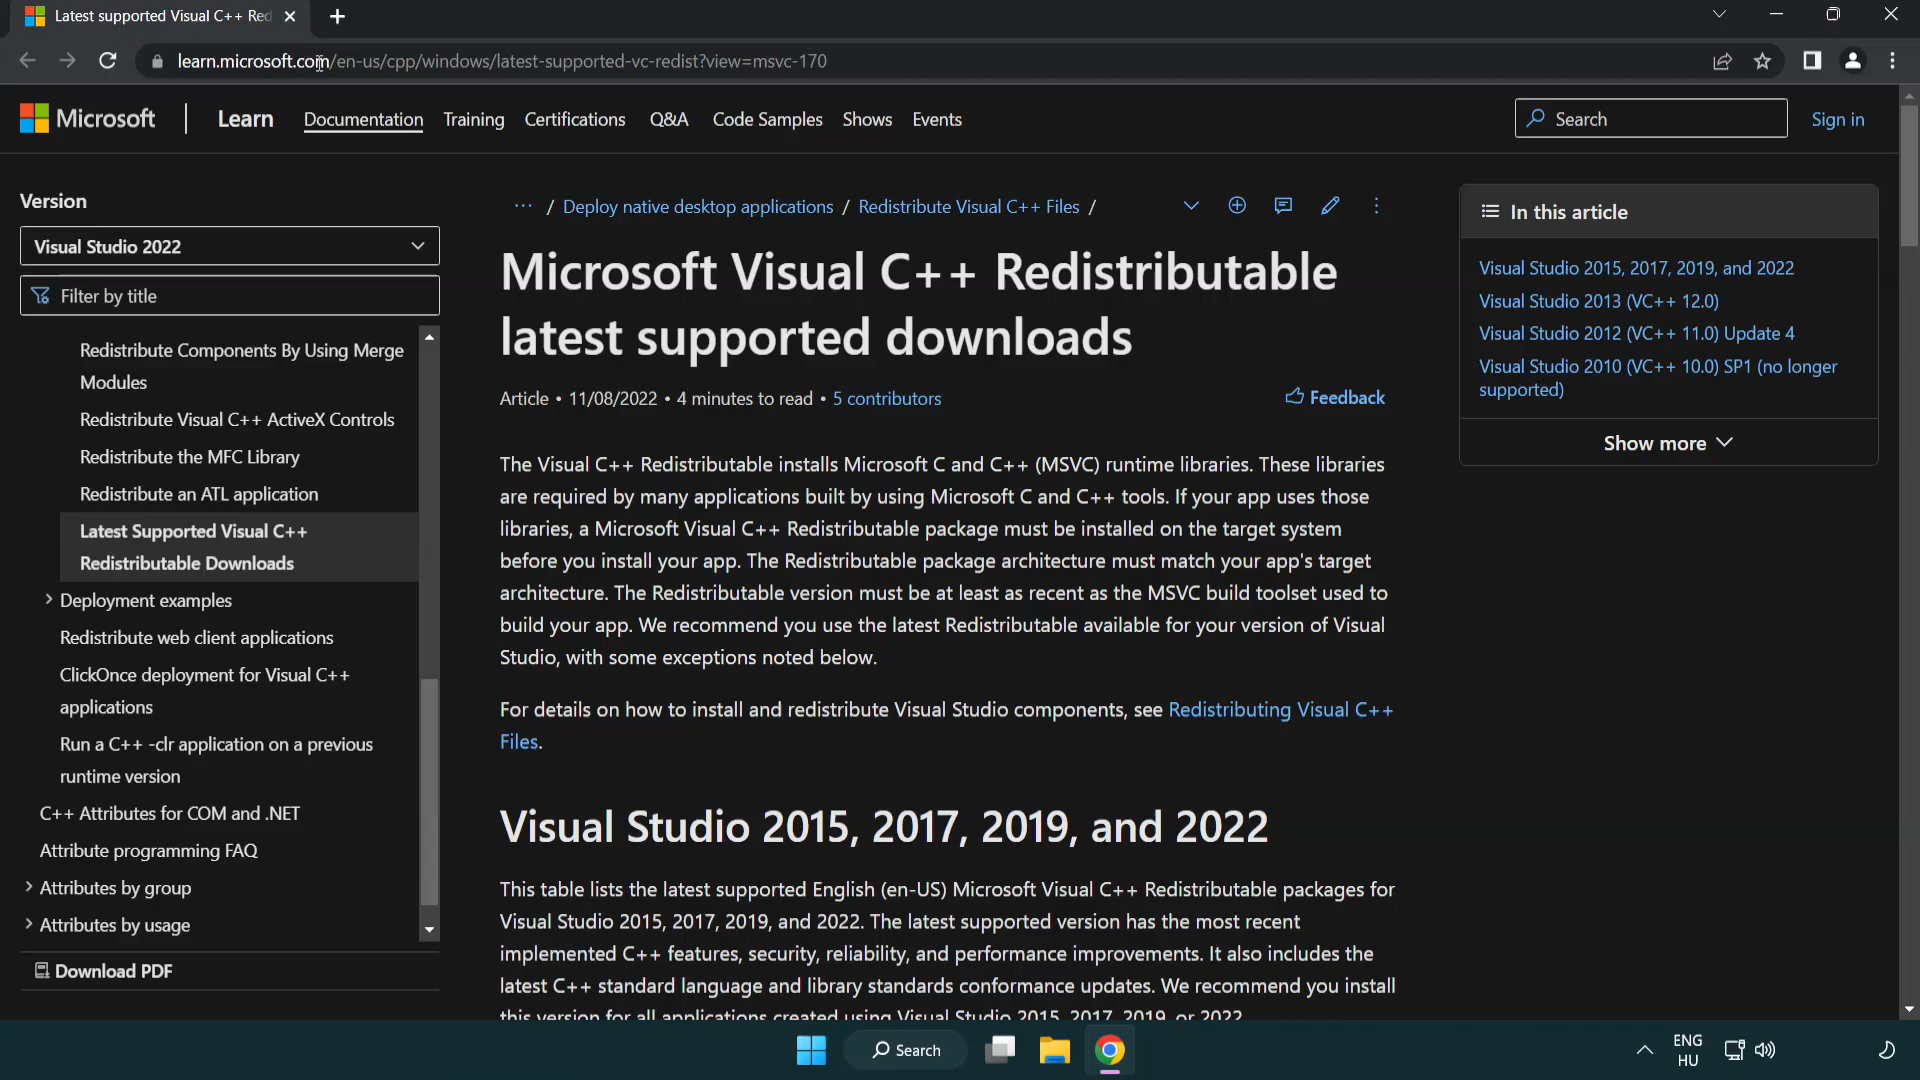 Latest supported Visual C++ Red
learn.microsoft.com/en-us/cpp/windows/latest-supported-vc-redist?view=msvc-170
Microsoft
Learn
Documentation
Training
Certifications
Q&A
Code Samples
Shows
Events
Search
Sign in
Version
Visual Studio 2022
Filter by title
Redistribute Components By Using Merge
Modules
Redistribute Visual C++ ActiveX Controls
Redistribute the MFC Library
Redistribute an ATL application
Latest Supported Visual C++
Redistributable Downloads
Deployment examples
Redistribute web client applications
ClickOnce deployment for Visual C++
applications
Run a C++ -clr application on a previous
runtime version
C++ Attributes for COM and .NET
Attribute programming FAQ
Attributes by group
Attributes by usage
Download PDF
··· / Deploy native desktop applications / Redistribute Visual C++ Files /
Microsoft Visual C++ Redistributable
latest supported downloads
Article • 11/08/2022 • 4 minutes to read • 5 contributors
Feedback
The Visual C++ Redistributable installs Microsoft C and C++ (MSVC) runtime libraries. These libraries
are required by many applications built by using Microsoft C and C++ tools. If your app uses those
libraries, a Microsoft Visual C++ Redistributable package must be installed on the target system
before you install your app. The Redistributable package architecture must match your app's target
architecture. The Redistributable version must be at least as recent as the MSVC build toolset used to
build your app. We recommend you use the latest Redistributable available for your version of Visual
Studio, with some exceptions noted below.
For details on how to install and redistribute Visual Studio components, see Redistributing Visual C++
Files.
Visual Studio 2015, 2017, 2019, and 2022
This table lists the latest supported English (en-US) Microsoft Visual C++ Redistributable packages for
Visual Studio 2015, 2017, 2019, and 2022. The latest supported version has the most recent
implemented C++ features, security, reliability, and performance improvements. It also includes the
latest C++ standard language and library standards conformance updates. We recommend you install
this version for all applications created using Visual Studio 2015, 2017, 2019, or 2022.
In this article
Visual Studio 2015, 2017, 2019, and 2022
Visual Studio 2013 (VC++ 12.0)
Visual Studio 2012 (VC++ 11.0) Update 4
Visual Studio 2010 (VC++ 10.0) SP1 (no longer
supported)
Show more
Search
ENG
HU